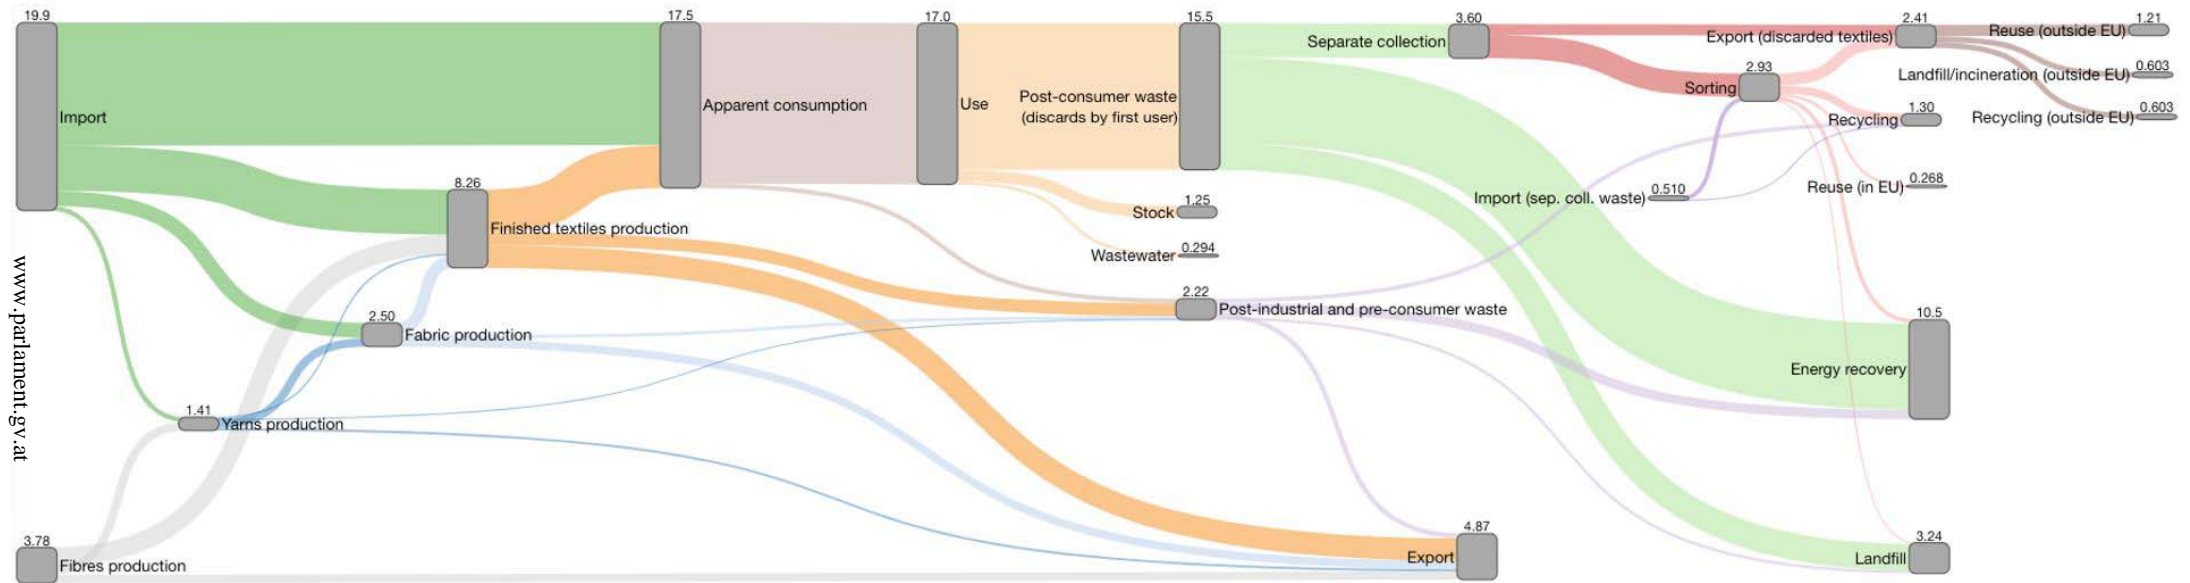 19.9
Import
17.5
Apparent consumption
17.0
Use
15.5
Post-consumer waste
(discards by first user)
3.60
Separate collection
2.41
Export (discarded textiles)
1.21
Reuse (outside EU)
0.603
Landfill/incineration (outside EU)
0.603
Recycling (outside EU)
2.93
Sorting
1.30
Recycling
0.510
Import (sep. coll. waste)
0.268
Reuse (in EU)
8.26
Finished textiles production
1.25
Stock
0.294
Wastewater
2.22
Post-industrial and pre-consumer waste
2.50
Fabric production
10.5
Energy recovery
1.41
Yarns production
3.78
Fibres production
4.87
Export
3.24
Landfill
www.parlament.gv.at